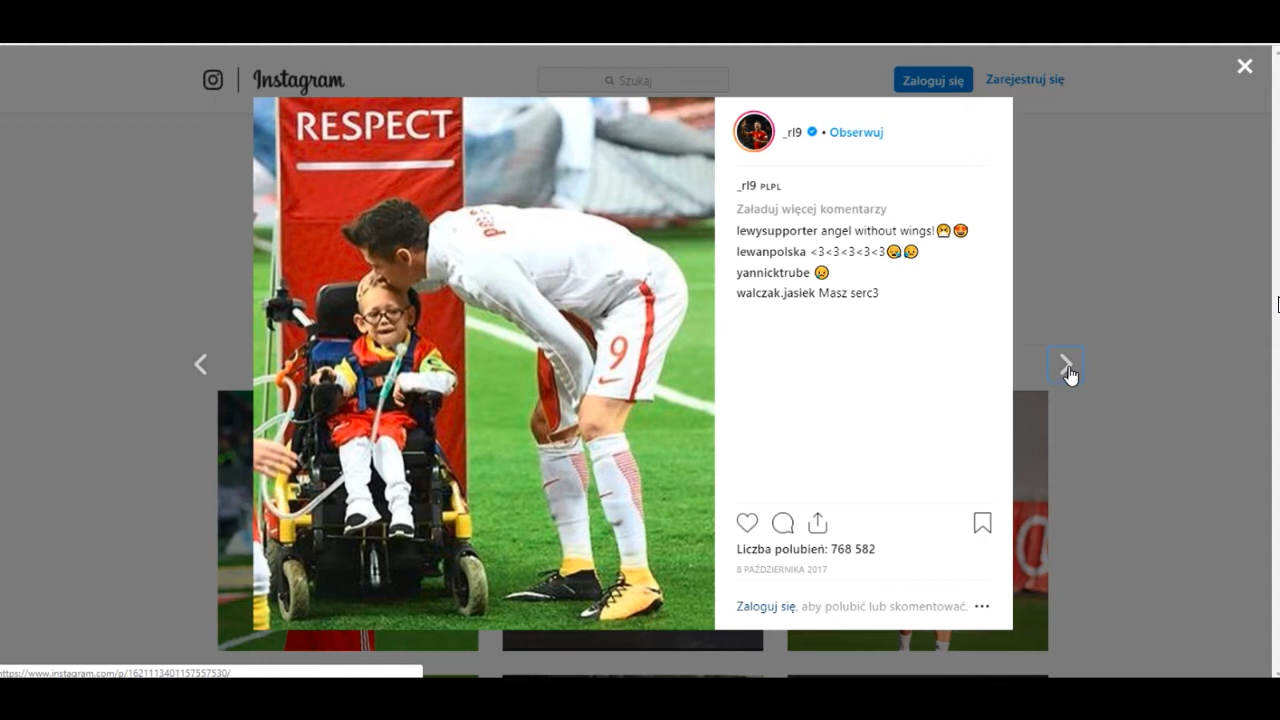 Instagram
Szukaj
Zaloguj się
Zarejestruj się
RESPECT
9
_rl9 • Obserwuj
_rl9 PLPL
Załaduj więcej komentarzy
lewysupporter angel without wings!
lewanpolska <3<3<3<3<3
yannicktrube
walczak.jasiek Masz serc3
Liczba polubień: 768 582
8 PAŹDZIERNIKA 2017
Zaloguj się, aby polubić lub skomentować.
https://www.instagram.com/p/1621113401157557530/